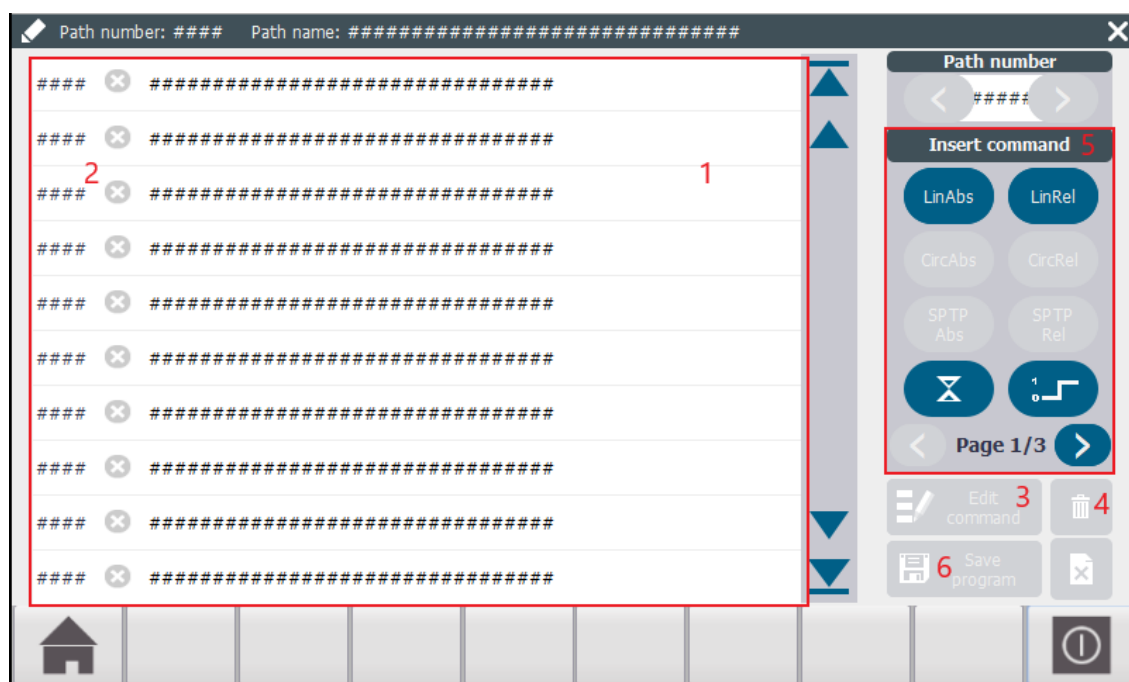 Path number: #### Path name: ################################
Path number
#####
#### ################################
#### ################################
2 #### ################################ 1
#### ################################
#### ################################
#### ################################
#### ################################
#### ################################
#### ################################
#### ################################
Insert command 5
LinAbs LinRel
CircAbs CircRel
SPTP Abs
SPTP Rel
1
0
Page 1/3
Edit command 3
4
6 Save program